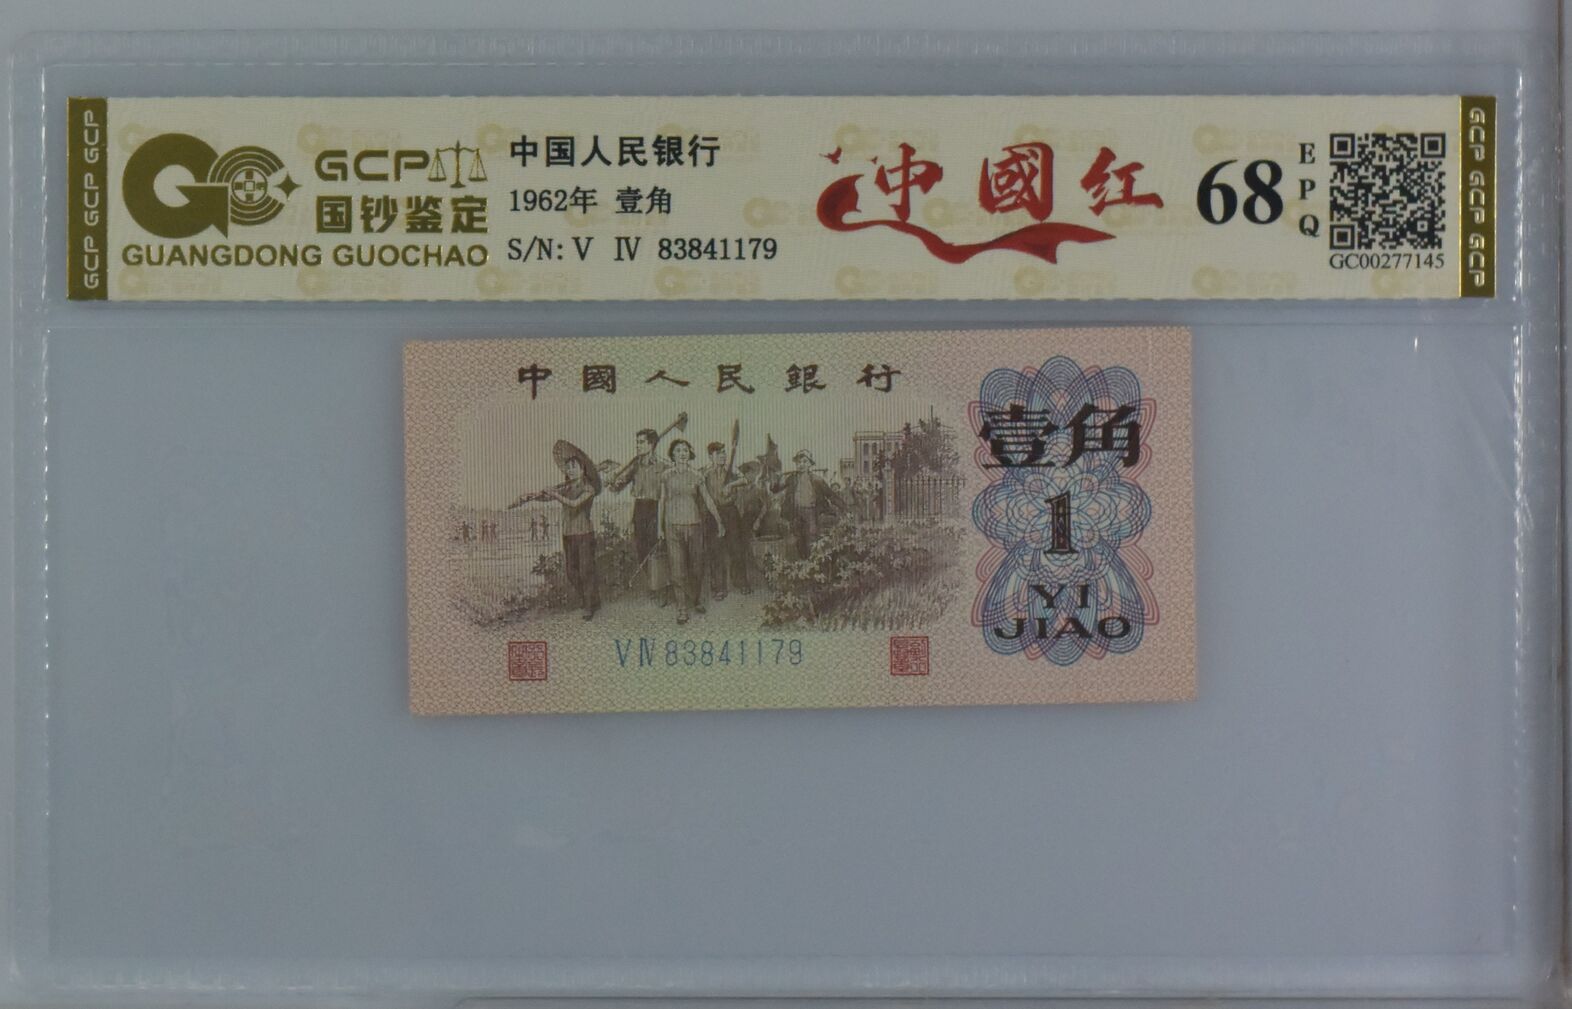 GCP GCP GCP
GCP
国钞鉴定
GUANGDONG GUOCHAO
中国人民银行
1962年 壹角
S/N: V Ⅳ 83841179
中國红
68
EPQ
GC00277145
GCP GCP GCP
中國人民銀行
壹角
1
YI
JIAO
V Ⅳ 83841179